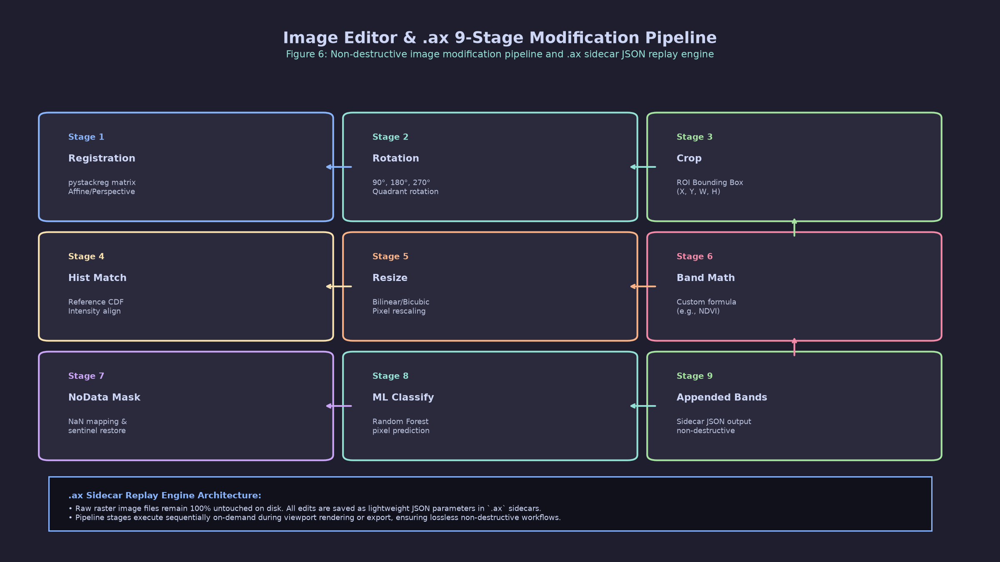 Image Editor & .ax 9-Stage Modification Pipeline
Figure 6: Non-destructive image modification pipeline and .ax sidecar JSON replay engine
Stage 1
Registration
pystackreg matrix
Affine/Perspective
Stage 2
Rotation
90°, 180°, 270°
Quadrant rotation
Stage 3
Crop
ROI Bounding Box
(X, Y, W, H)
Stage 4
Hist Match
Reference CDF
Intensity align
Stage 5
Resize
Bilinear/Bicubic
Pixel rescaling
Stage 6
Band Math
Custom formula
(e.g., NDVI)
Stage 7
NoData Mask
NaN mapping &
sentinel restore
Stage 8
ML Classify
Random Forest
pixel prediction
Stage 9
Appended Bands
Sidecar JSON output
non-destructive
.ax Sidecar Replay Engine Architecture:
• Raw raster image files remain 100% untouched on disk. All edits are saved as lightweight JSON parameters in `.ax` sidecars.
• Pipeline stages execute sequentially on-demand during viewport rendering or export, ensuring lossless non-destructive workflows.